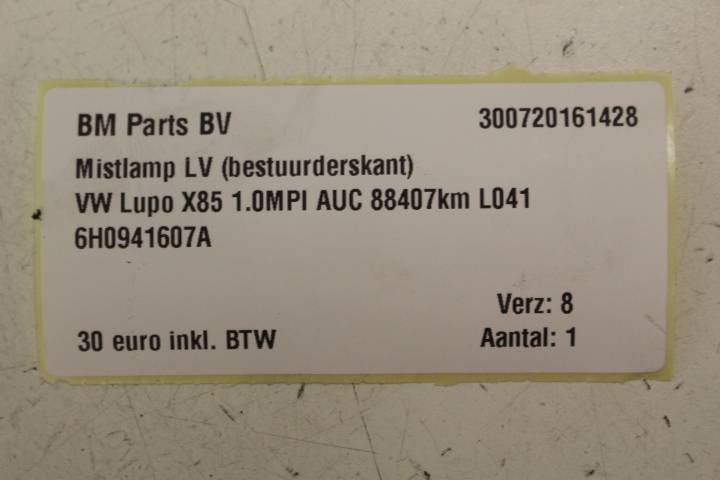 BM Parts BV 300720161428
Mistlamp LV (bestuurderskant)
VW Lupo X85 1.0MPI AUC 88407km L041
6H0941607A
Verz: 8
30 euro inkl. BTW Aantal: 1